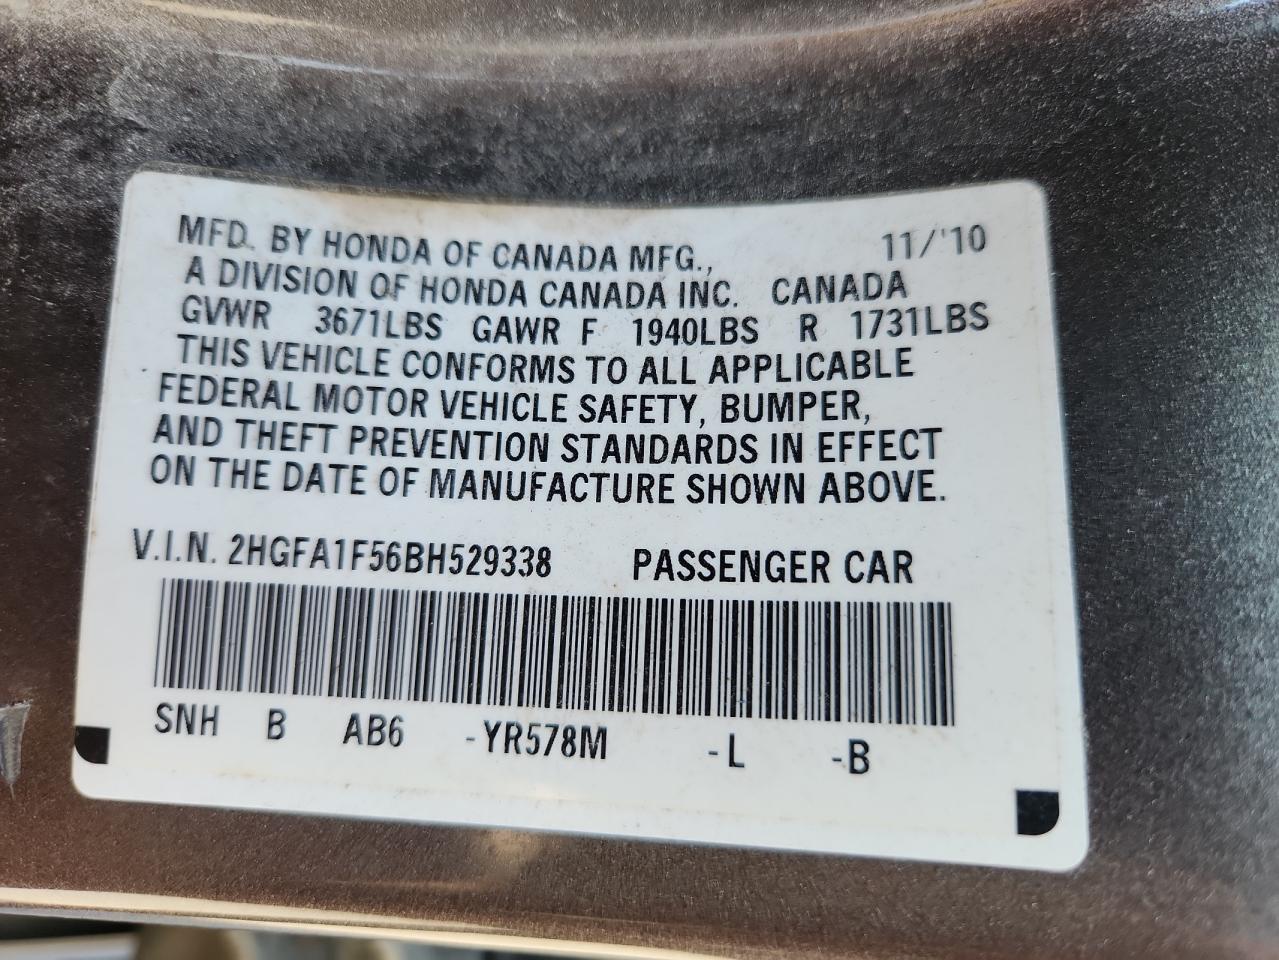 MFD. BY HONDA OF CANADA MFG., 11/'10
A DIVISION OF HONDA CANADA INC. CANADA
GVWR 3671LBS GAWR F 1940LBS R 1731LBS
THIS VEHICLE CONFORMS TO ALL APPLICABLE
FEDERAL MOTOR VEHICLE SAFETY, BUMPER,
AND THEFT PREVENTION STANDARDS IN EFFECT
ON THE DATE OF MANUFACTURE SHOWN ABOVE.
V.I.N. 2HGFA1F56BH529338 PASSENGER CAR
SNH B AB6 -YR578M -L -B